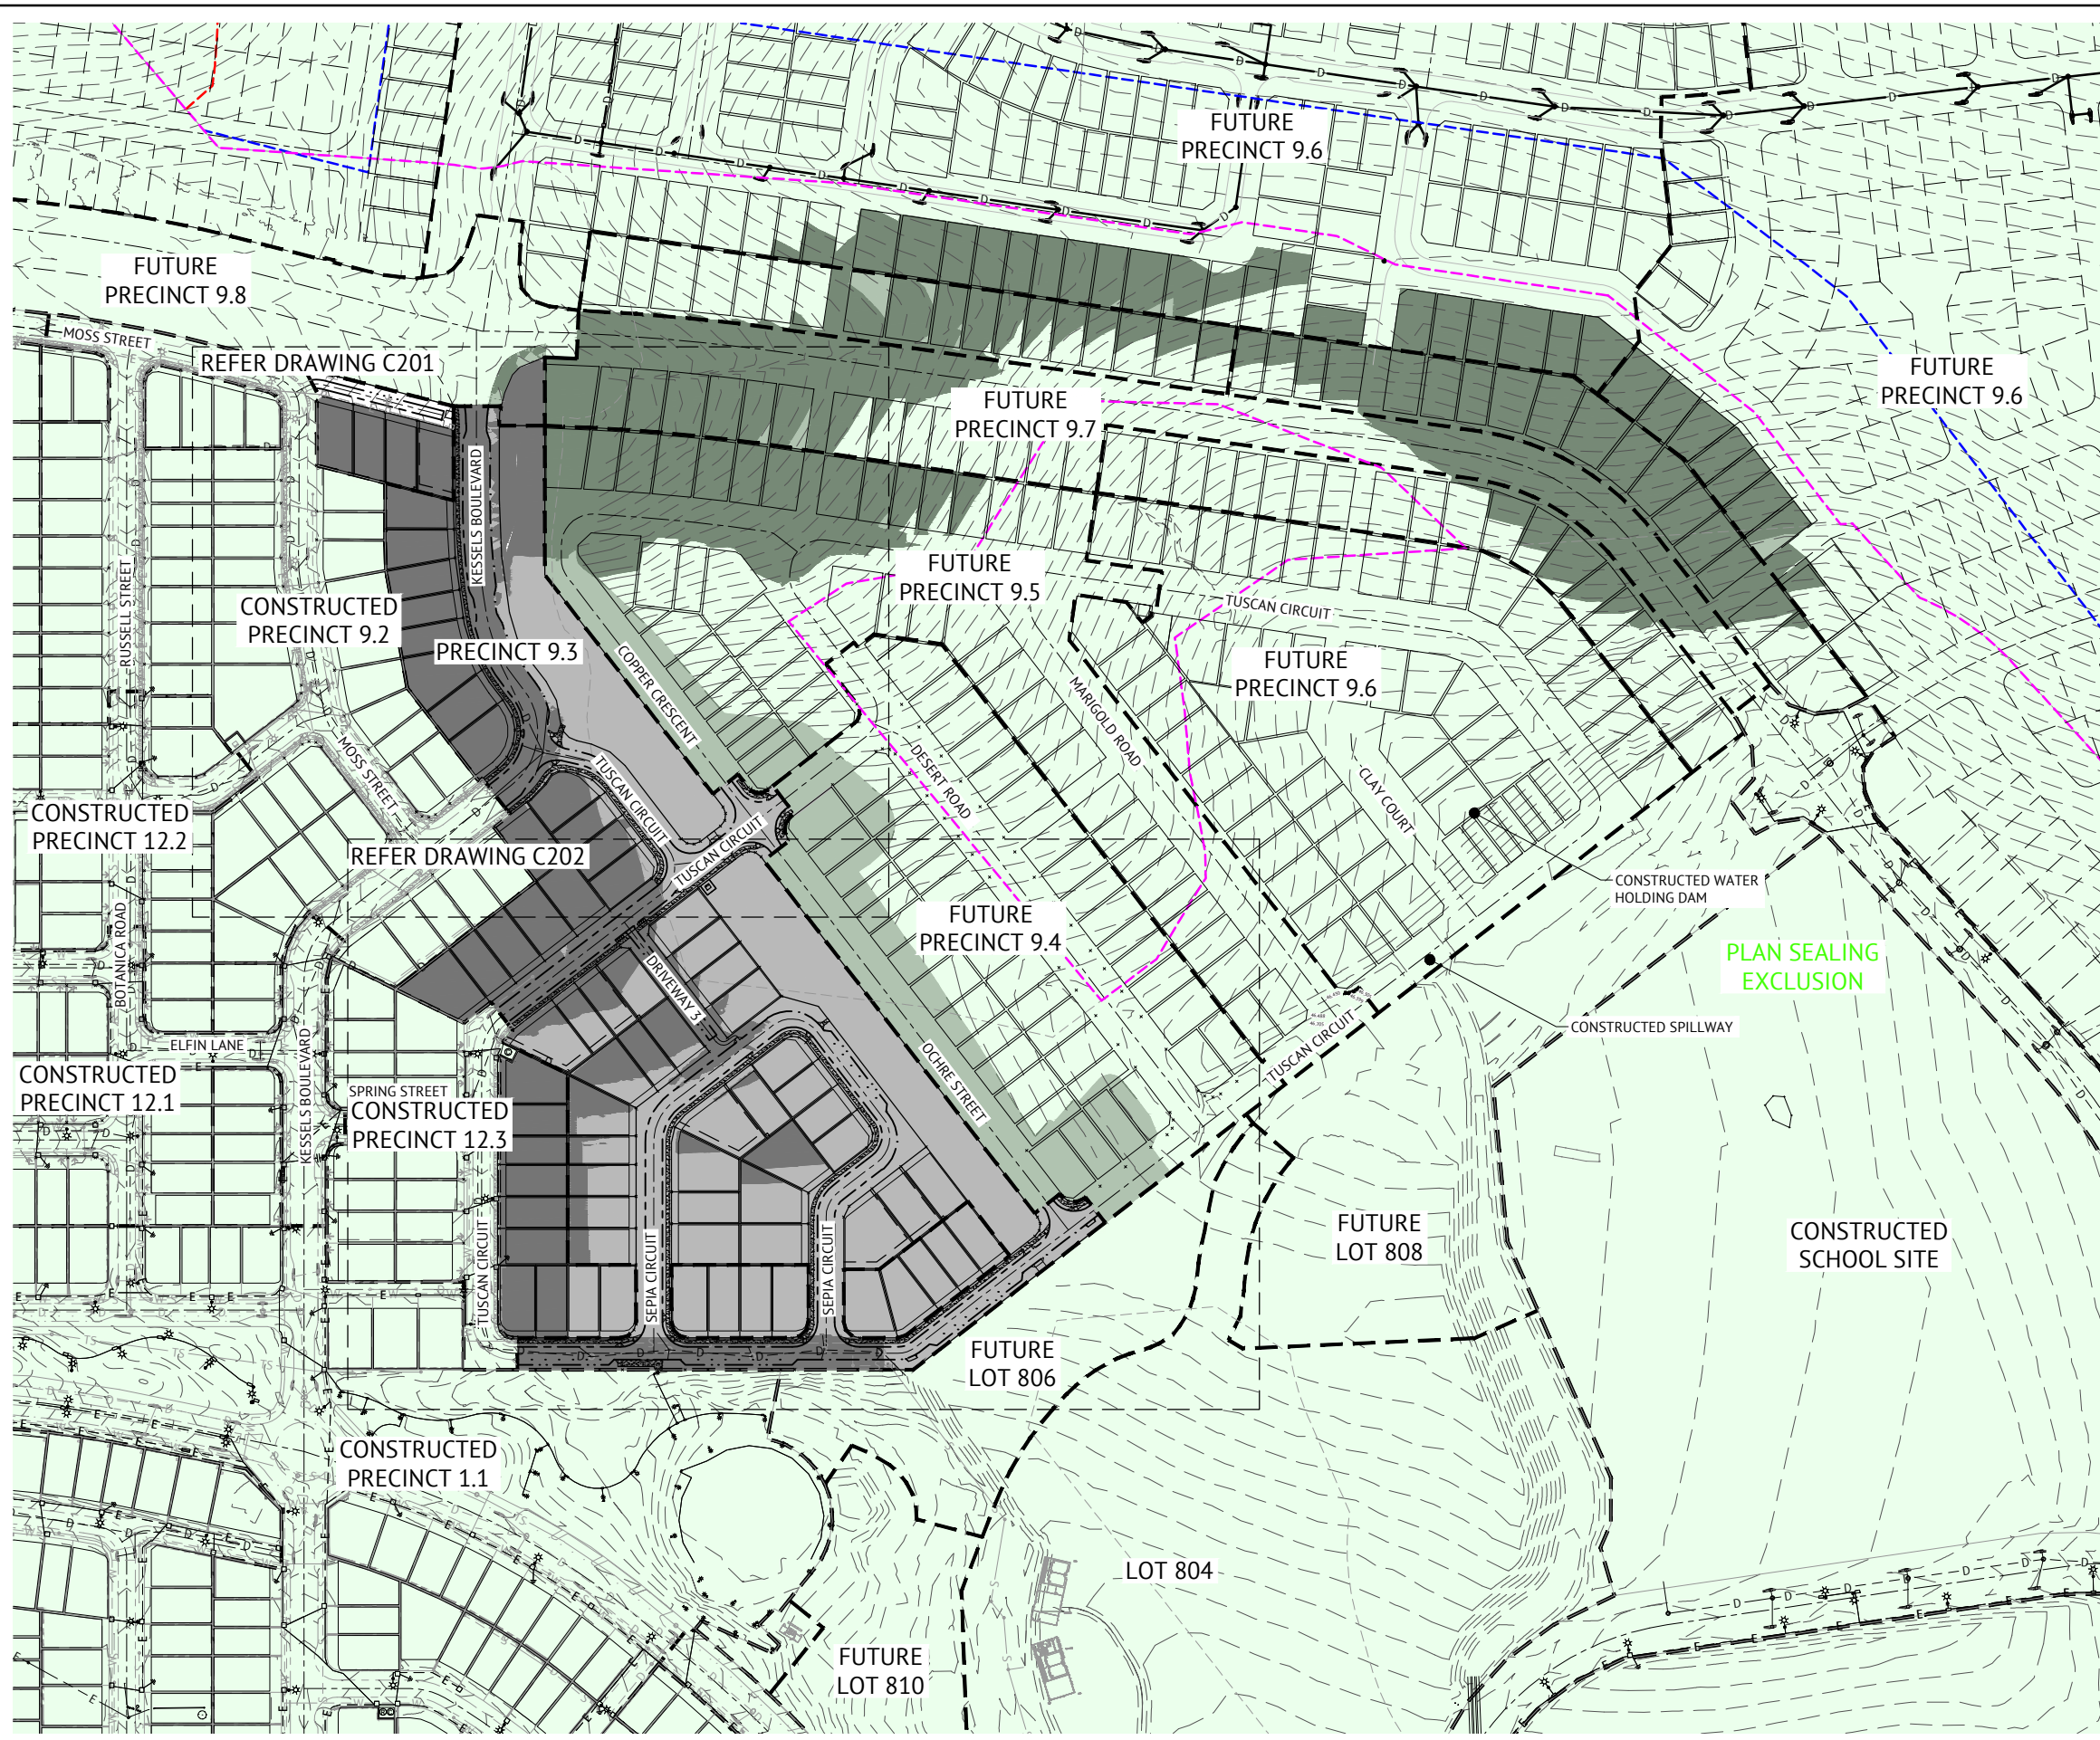 FUTURE
PRECINCT 9.6
FUTURE
PRECINCT 9.8
MOSS STREET
REFER DRAWING C201
FUTURE
PRECINCT 9.7
FUTURE
PRECINCT 9.6
KESSELS BOULEVARD
RUSSELL STREET
FUTURE
PRECINCT 9.5
CONSTRUCTED
PRECINCT 9.2
PRECINCT 9.3
TUSCAN CIRCUIT
COPPER CRESCENT
MARIGOLD ROAD
FUTURE
PRECINCT 9.6
MOSS STREET
TUSCAN CIRCUIT
DESERT ROAD
CLAY COURT
CONSTRUCTED
PRECINCT 12.2
REFER DRAWING C202
TUSCAN CIRCUIT
CONSTRUCTED WATER
HOLDING DAM
BOTANICA ROAD
FUTURE
PRECINCT 9.4
PLAN SEALING
EXCLUSION
DRIVEWAY 3
CONSTRUCTED SPILLWAY
ELFIN LANE
KESSELS BOULEVARD
OCHRE STREET
TUSCAN CIRCUIT
CONSTRUCTED
PRECINCT 12.1
SPRING STREET
CONSTRUCTED
PRECINCT 12.3
TUSCAN CIRCUIT
SEPIA CIRCUIT
SEPIA CIRCUIT
FUTURE
LOT 808
CONSTRUCTED
SCHOOL SITE
FUTURE
LOT 806
CONSTRUCTED
PRECINCT 1.1
LOT 804
FUTURE
LOT 810